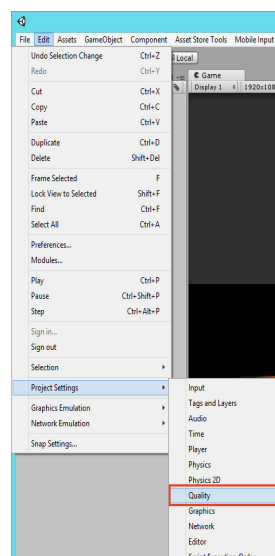 File Edit Assets GameObject Component Asset Store Tools Mobile Input
Local
Game
Display 1 1920x108
Undo Selection Change Ctrl+Z
Redo Ctrl+Y
Cut Ctrl+X
Copy Ctrl+C
Paste Ctrl+V
Duplicate Ctrl+D
Delete Shift+Del
Frame Selected F
Lock View to Selected Shift+F
Find Ctrl+F
Select All Ctrl+A
Preferences...
Modules...
Play Ctrl+P
Pause Ctrl+Shift+P
Step Ctrl+Alt+P
Sign in...
Sign out
Selection
Project Settings
Graphics Emulation
Network Emulation
Snap Settings...
Input
Tags and Layers
Audio
Time
Player
Physics
Physics 2D
Quality
Graphics
Network
Editor
Script Execution Order